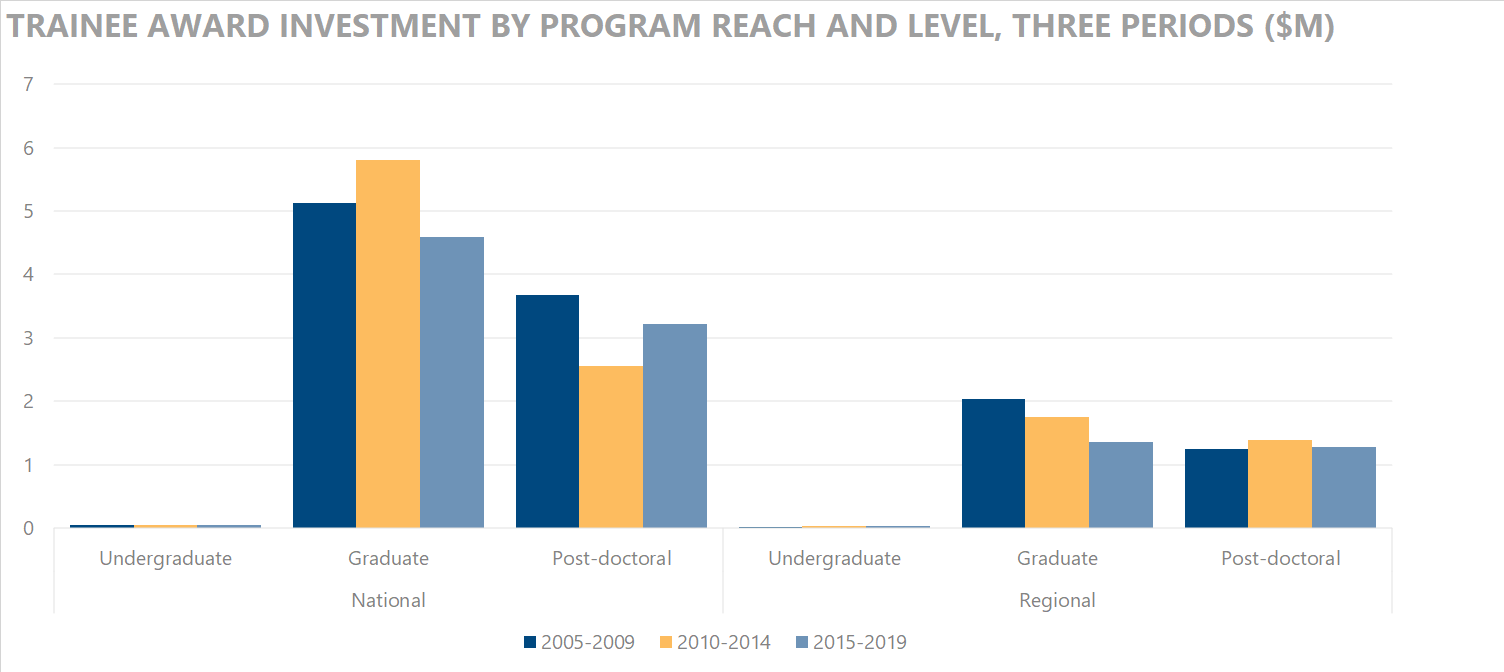 TRAINEE AWARD INVESTMENT BY PROGRAM REACH AND LEVEL, THREE PERIODS ($M)
7
6
5
4
3
2
1
0
Undergraduate Graduate Post-doctoral Undergraduate Graduate Post-doctoral
National Regional
2005-2009 2010-2014 2015-2019